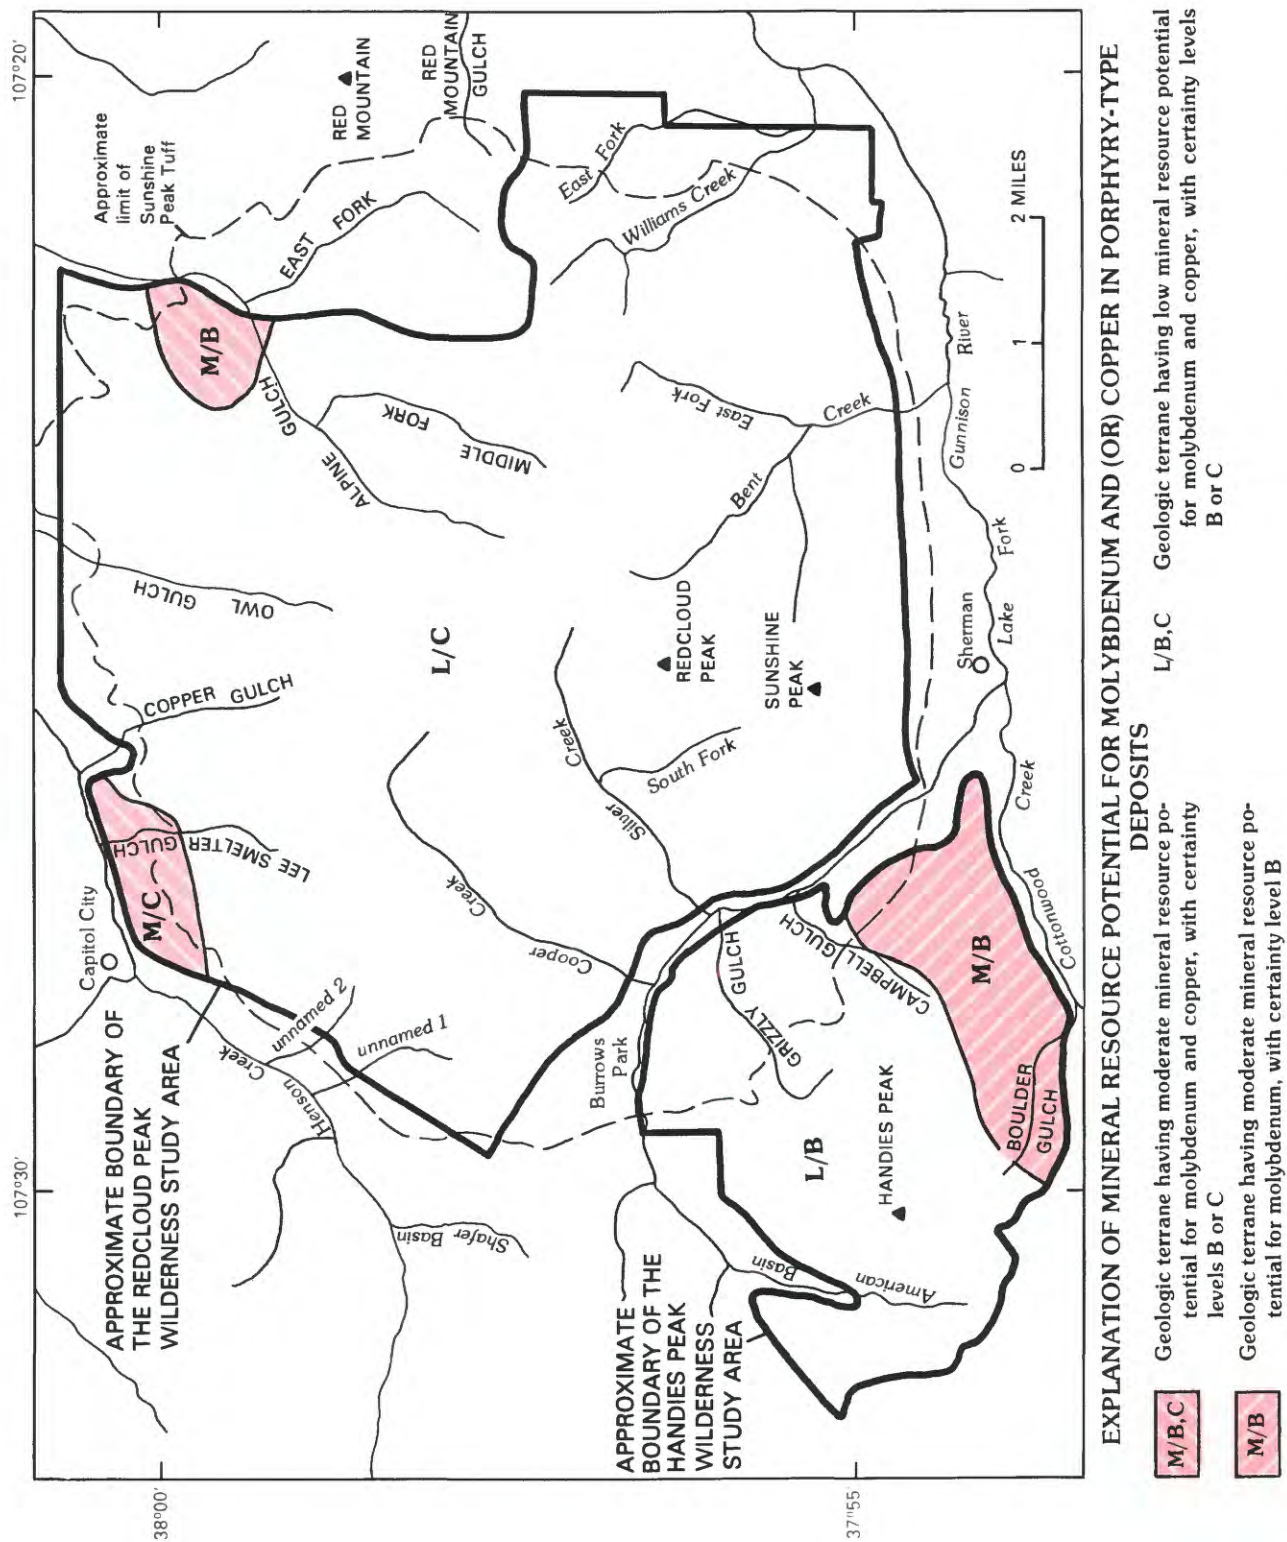 107°30'
107°20'
38°00'
37°55'
Capitol City
M/C
LEE SMELTER
GULCH
COPPER GULCH
OWL
GULCH
Approximate
limit of
Sunshine
Peak Tuff
RED
MOUNTAIN
RED
MOUNTAIN
GULCH
M/B
EAST FORK
GULCH
ALPINE
MIDDLE
FORK
APPROXIMATE BOUNDARY OF
THE REDCLOUD PEAK
WILDERNESS STUDY AREA
unnamed 2
unnamed 1
Henson
Creek
Shafer Basin
L/C
Cooper
Creek
Silver
Creek
South Fork
REDCLOUD
PEAK
SUNSHINE
PEAK
East Fork
Bent
Creek
East Fork
Williams Creek
Burrows
Park
GRIZZLY
GULCH
CAMPBELL GULCH
L/B
HANDIES PEAK
M/B
BOULDER
GULCH
APPROXIMATE
BOUNDARY OF THE
HANDIES PEAK
WILDERNESS
STUDY AREA
American
Basin
Cottonwood
Creek
Sherman
Lake
Fork
Gunnison
River
0
1
2 MILES
EXPLANATION OF MINERAL RESOURCE POTENTIAL FOR MOLYBDENUM AND (OR) COPPER IN PORPHYRY-TYPE
DEPOSITS
M/B,C
Geologic terrane having moderate mineral resource po-
tential for molybdenum and copper, with certainty
levels B or C
M/B
Geologic terrane having moderate mineral resource po-
tential for molybdenum, with certainty level B
L/B,C
Geologic terrane having low mineral resource potential
for molybdenum and copper, with certainty levels
B or C